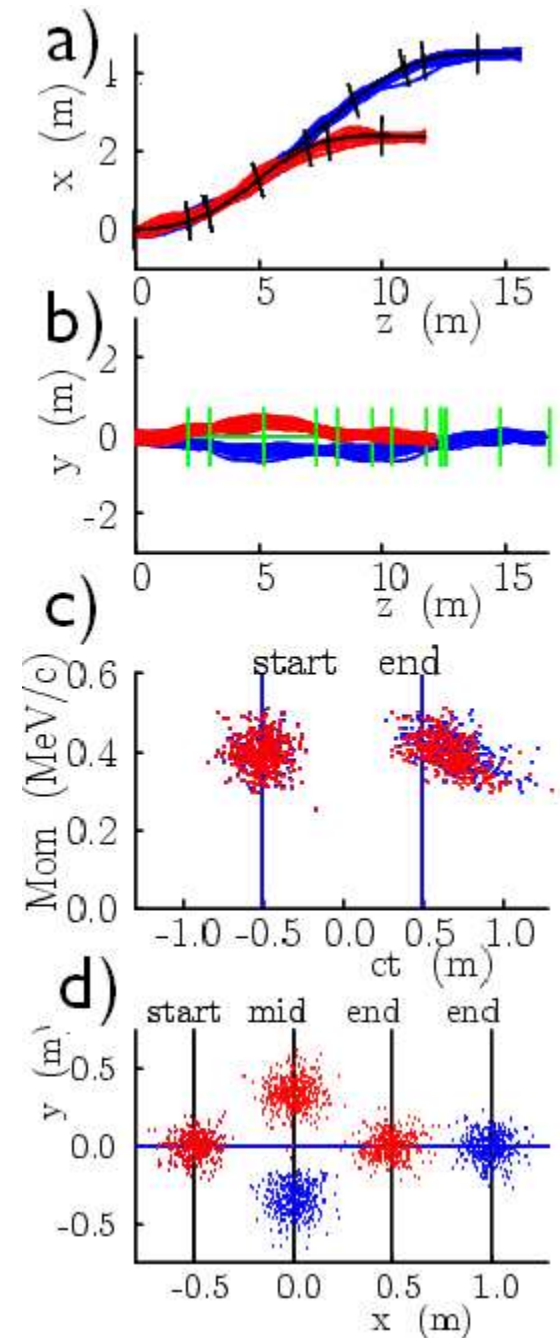 a)
4
2
0
x (m)
0 5 10 15
z (m)
b)
2
0
-2
y (m)
0 5 10 15
z (m)
c)
start end
0.6
0.4
0.2
0.0
Mom (MeV/c)
-1.0 -0.5 0.0 0.5 1.0
ct (m)
d)
start mid end end
0.5
0.0
-0.5
y (m)
-0.5 0.0 0.5 1.0
x (m)